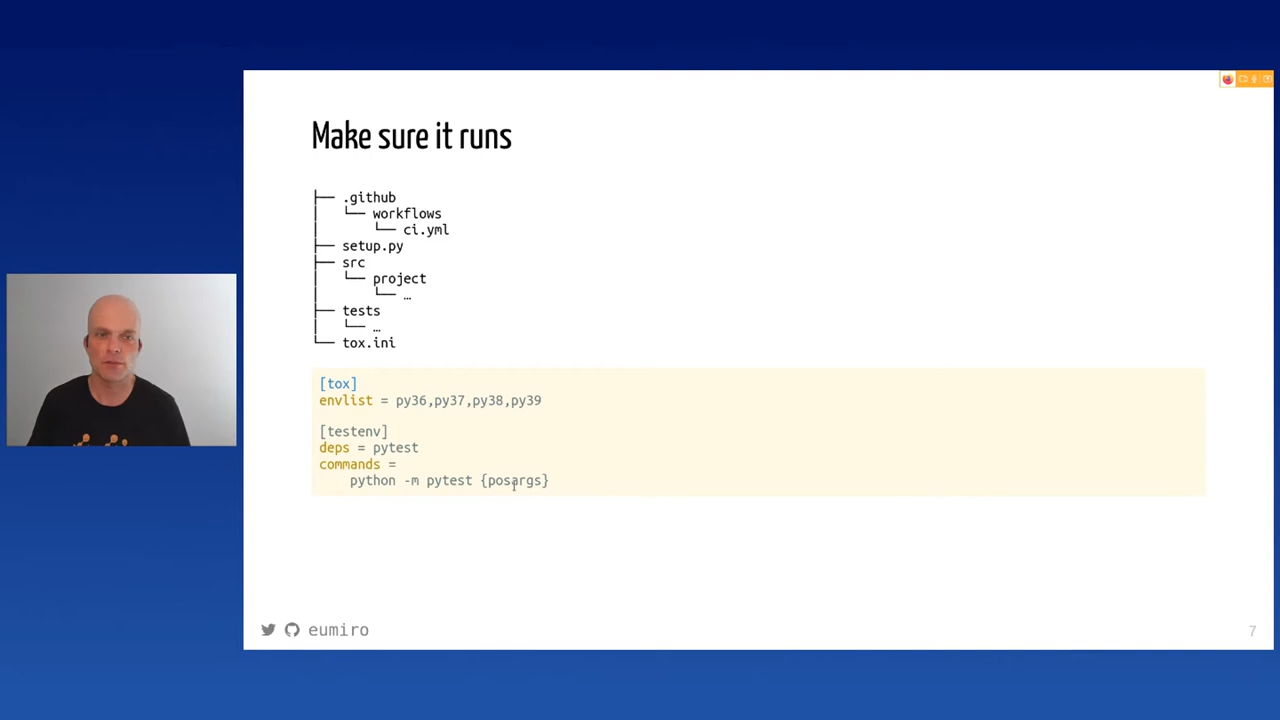 Make sure it runs
├── .github
│   └── workflows
│       └── ci.yml
├── setup.py
├── src
│   └── project
│       └── …
├── tests
│   └── …
└── tox.ini
[tox]
envlist = py36,py37,py38,py39
[testenv]
deps = pytest
commands =
    python -m pytest {posargs}
eumiro
7